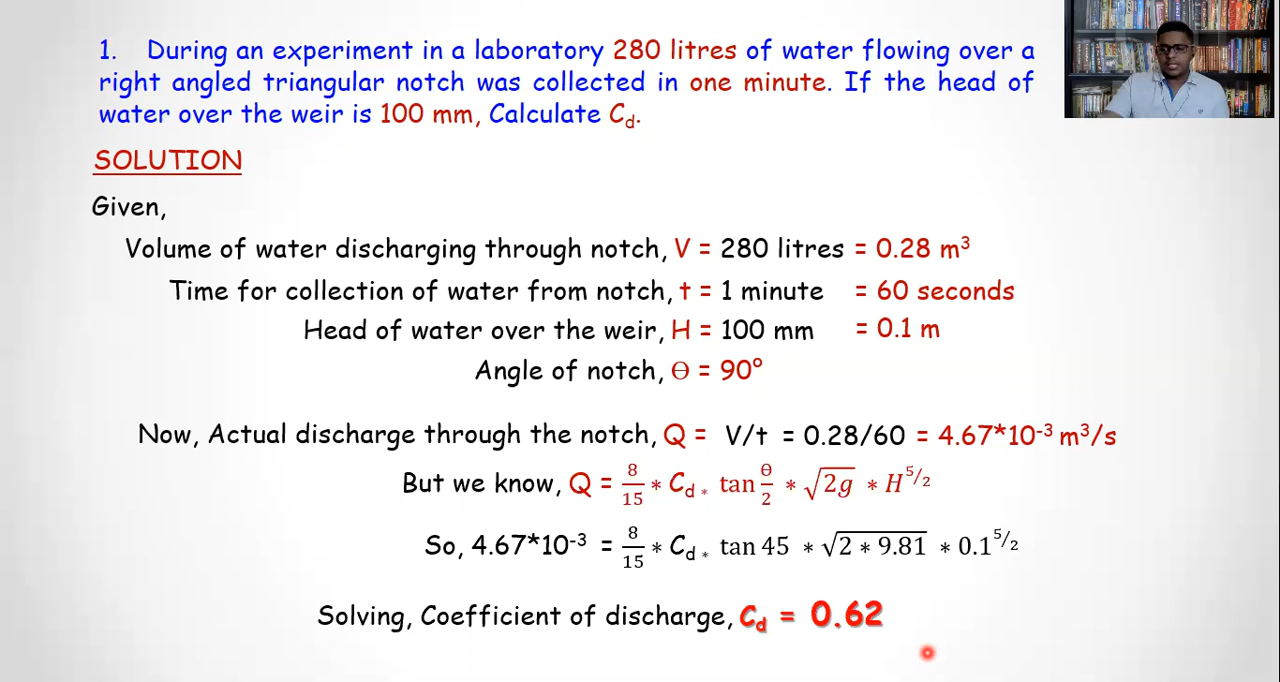 1. During an experiment in a laboratory 280 litres of water flowing over a
right angled triangular notch was collected in one minute. If the head of
water over the weir is 100 mm, Calculate Cd.
SOLUTION
Given,
Volume of water discharging through notch, V = 280 litres = 0.28 m³
Time for collection of water from notch, t = 1 minute = 60 seconds
Head of water over the weir, H = 100 mm = 0.1 m
Angle of notch, Ɵ = 90°
Now, Actual discharge through the notch, Q = V/t = 0.28/60 = 4.67*10⁻³ m³/s
But we know, Q = 8/15 * Cd * tan Ɵ/2 * √2g * H^5/2
So, 4.67*10⁻³ = 8/15 * Cd * tan 45 * √2 * 9.81 * 0.1^5/2
Solving, Coefficient of discharge, Cd = 0.62